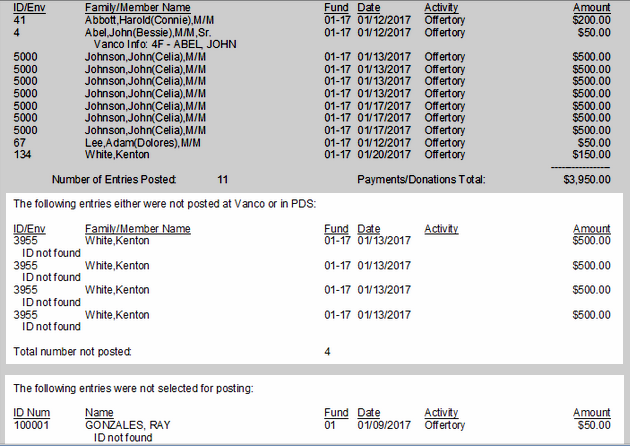 ID/Env Family/Member Name Fund Date Activity Amount
41 Abbott,Harold(Connie),M/M 01-17 01/12/2017 Offertory $200.00
4 Abel,John(Bessie),M/M,Sr. 01-17 01/12/2017 Offertory $50.00
Vanco Info: 4F - ABEL, JOHN
5000 Johnson,John(Celia),M/M 01-17 01/13/2017 Offertory $500.00
5000 Johnson,John(Celia),M/M 01-17 01/13/2017 Offertory $500.00
5000 Johnson,John(Celia),M/M 01-17 01/13/2017 Offertory $500.00
5000 Johnson,John(Celia),M/M 01-17 01/13/2017 Offertory $500.00
5000 Johnson,John(Celia),M/M 01-17 01/17/2017 Offertory $500.00
5000 Johnson,John(Celia),M/M 01-17 01/17/2017 Offertory $500.00
5000 Johnson,John(Celia),M/M 01-17 01/17/2017 Offertory $500.00
67 Lee,Adam(Dolores),M/M 01-17 01/12/2017 Offertory $50.00
134 White,Kenton 01-17 01/20/2017 Offertory $150.00
Number of Entries Posted: 11 Payments/Donations Total: $3,950.00
The following entries either were not posted at Vanco or in PDS:
ID/Env Family/Member Name Fund Date Activity Amount
3955 White,Kenton 01-17 01/13/2017 $500.00
ID not found
3955 White,Kenton 01-17 01/13/2017 $500.00
ID not found
3955 White,Kenton 01-17 01/13/2017 $500.00
ID not found
3955 White,Kenton 01-17 01/13/2017 $500.00
ID not found
Total number not posted: 4
The following entries were not selected for posting:
ID Num Name Fund Date Activity Amount
100001 GONZALES, RAY 01 01/09/2017 Offertory $50.00
ID not found